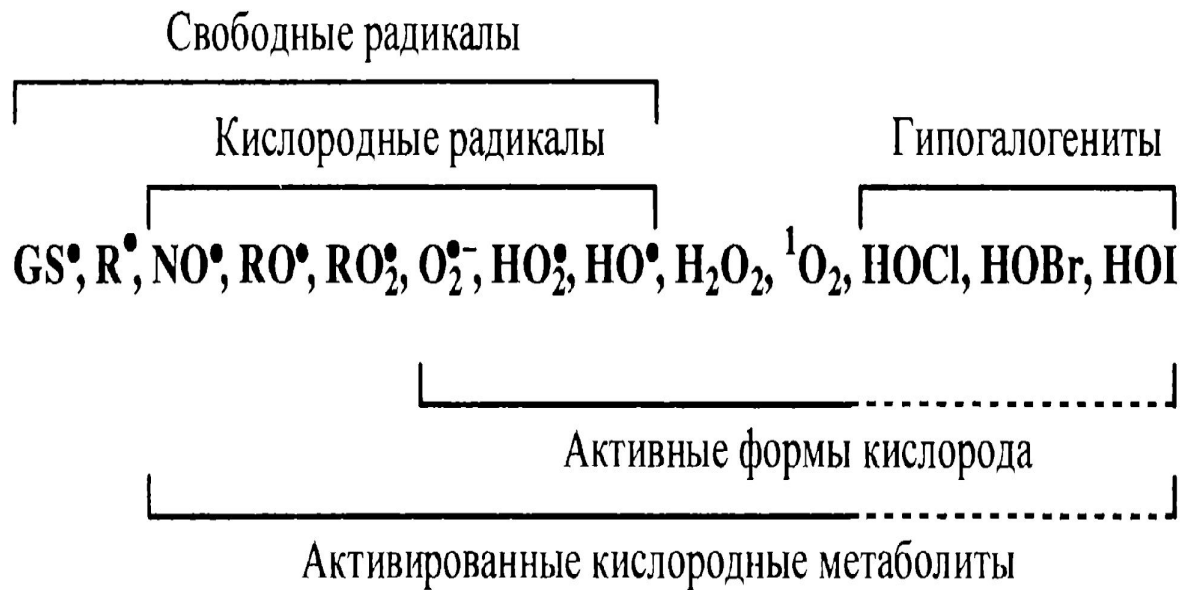 Свободные радикалы
Кислородные радикалы
Гипогалогениты
GS•, R•, NO•, RO•, RO₂•, O₂•⁻, HO₂•, HO•, H₂O₂, ¹O₂, HOCl, HOBr, HOI
Активные формы кислорода
Активированные кислородные метаболиты